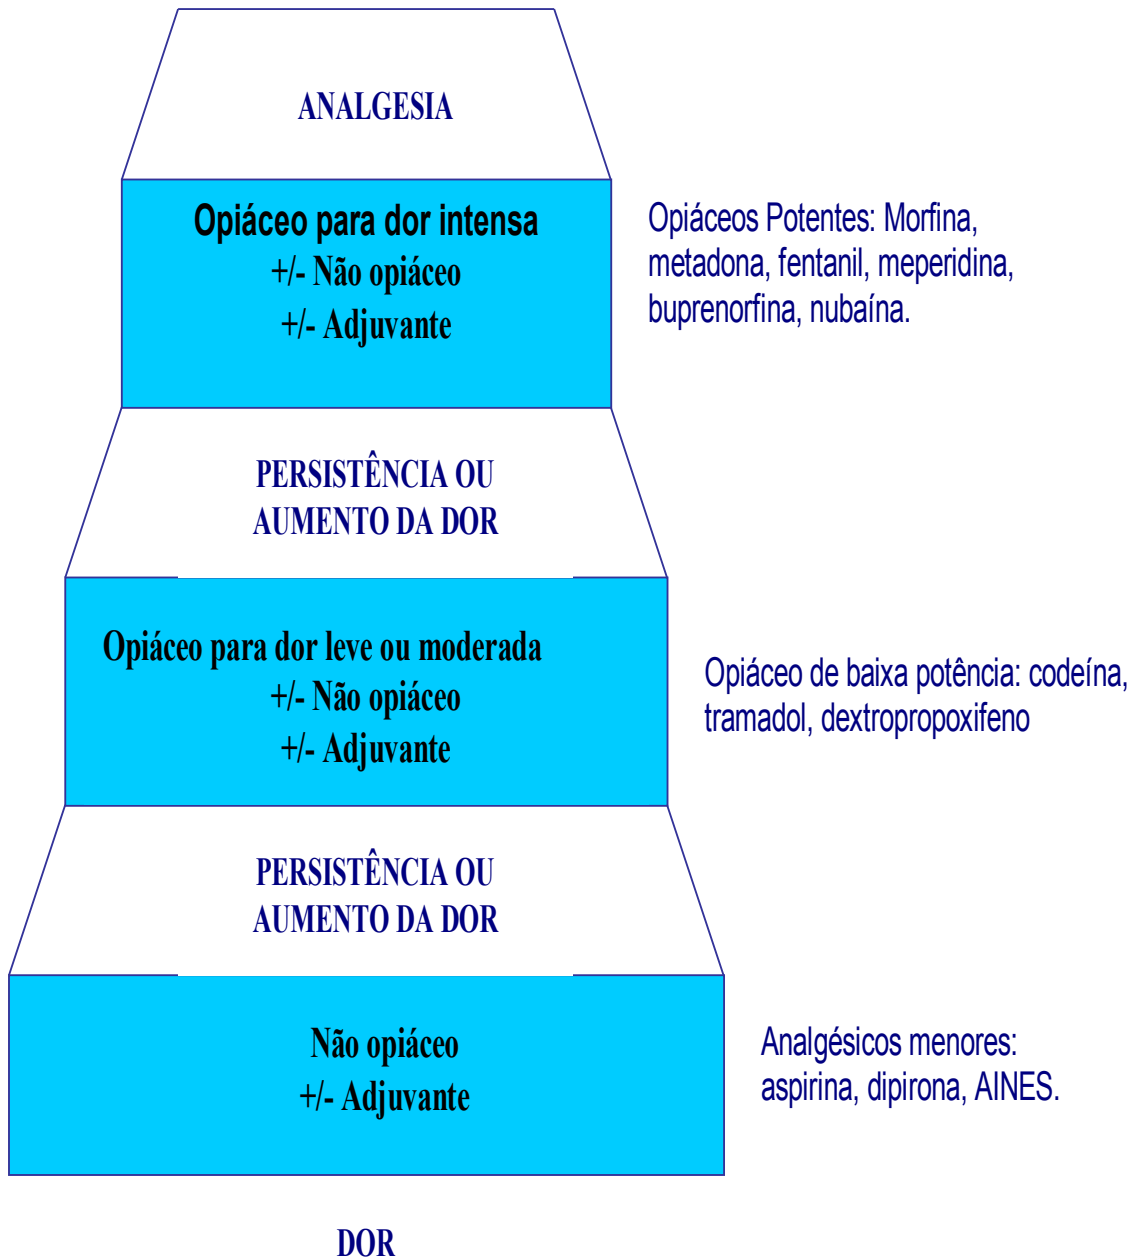 ANALGESIA
Opiáceo para dor intensa
+/- Não opiáceo
+/- Adjuvante
Opiáceos Potentes: Morfina,
metadona, fentanil, meperidina,
buprenorfina, nubaína.
PERSISTÊNCIA OU
AUMENTO DA DOR
Opiáceo para dor leve ou moderada
+/- Não opiáceo
+/- Adjuvante
Opiáceo de baixa potência: codeína,
tramadol, dextropropoxifeno
PERSISTÊNCIA OU
AUMENTO DA DOR
Não opiáceo
+/- Adjuvante
Analgésicos menores:
aspirina, dipirona, AINES.
DOR